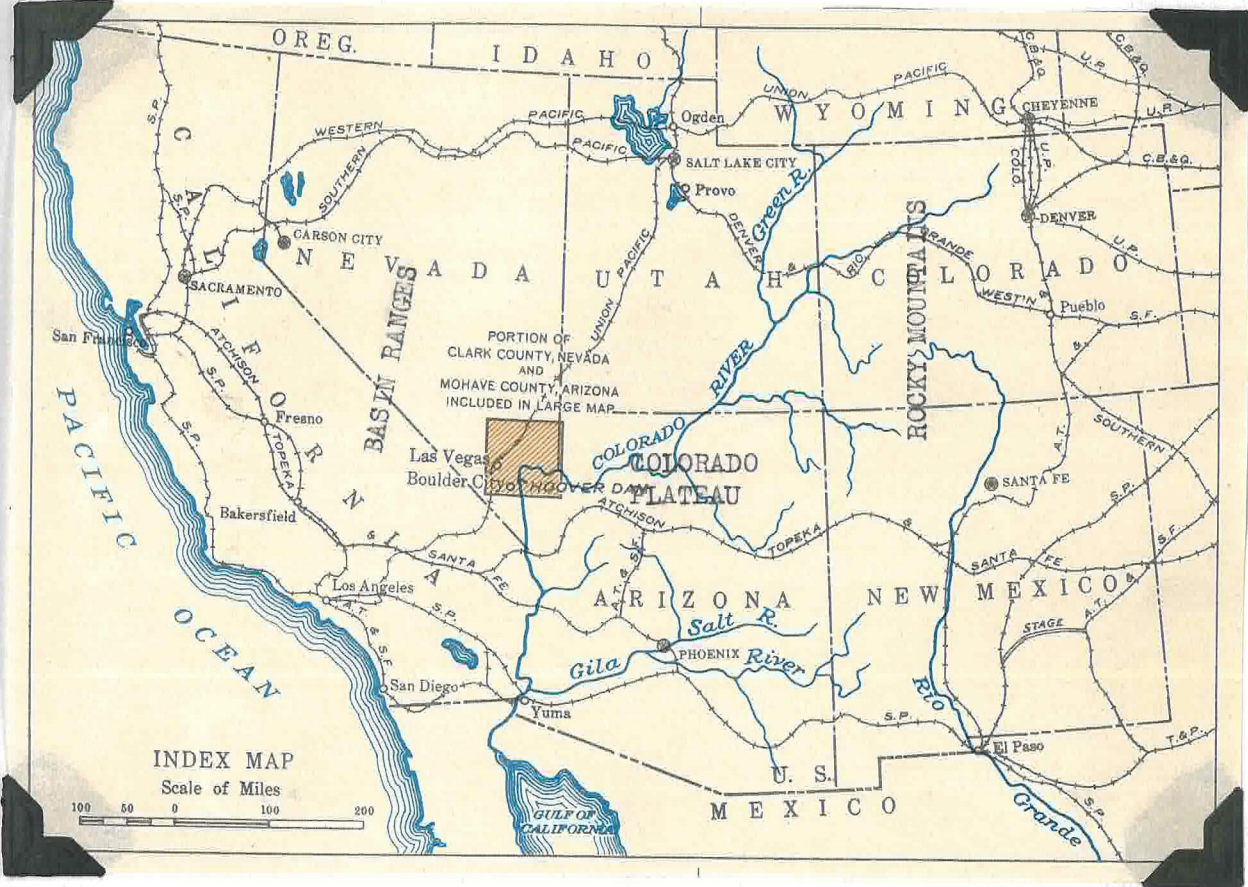 OREG.
IDAHO
WYOMING
CALIFORNIA
NEVADA
UTAH
COLORADO
ARIZONA
NEW MEXICO
U. S.
MEXICO
PACIFIC
OCEAN
GULF OF
CALIFORNIA
BASIN RANGES
ROCKY MOUNTAINS
COLORADO
PLATEAU
PORTION OF
CLARK COUNTY, NEVADA
AND
MOHAVE COUNTY, ARIZONA
INCLUDED IN LARGE MAP
Ogden
SALT LAKE CITY
Provo
CHEYENNE
DENVER
Pueblo
CARSON CITY
SACRAMENTO
San Francisco
Fresno
Bakersfield
Los Angeles
San Diego
Las Vegas
Boulder City
HOOVER DAM
SANTA FE
PHOENIX
Yuma
El Paso
Green R.
COLORADO RIVER
Salt R.
Gila River
Rio Grande
S.P.
S.P.
WESTERN PACIFIC
SOUTHERN PACIFIC
UNION PACIFIC
UNION PACIFIC
C.B.&Q.
C.B.&Q.
U.P.
U.P.
U.P.
COLO.
C.B.&Q.
U.P.
DENVER & RIO GRANDE WEST'N
S.F.
&
A.T.
COLORADO
SOUTHERN
ATCHISON TOPEKA & SANTA FE
S.P.
S.P.
ATCHISON TOPEKA & SANTA FE
A.T. & S.F.
A.T. & S.F.
S.P.
S.P.
S.P.
S.F.
&
A.T.
STAGE
T.&P.
S.P.
INDEX MAP
Scale of Miles
100 50 0 100 200